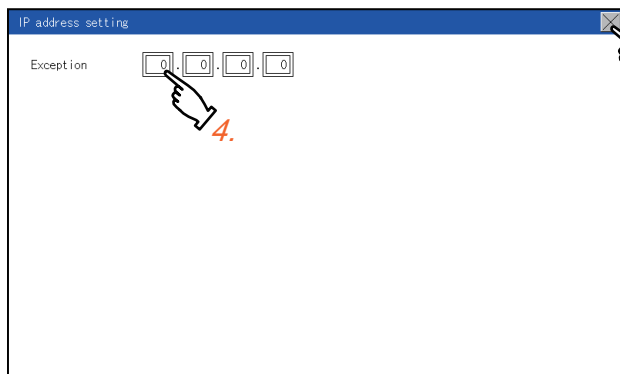 IP address setting
Exception 0 . 0 . 0 . 0
4.